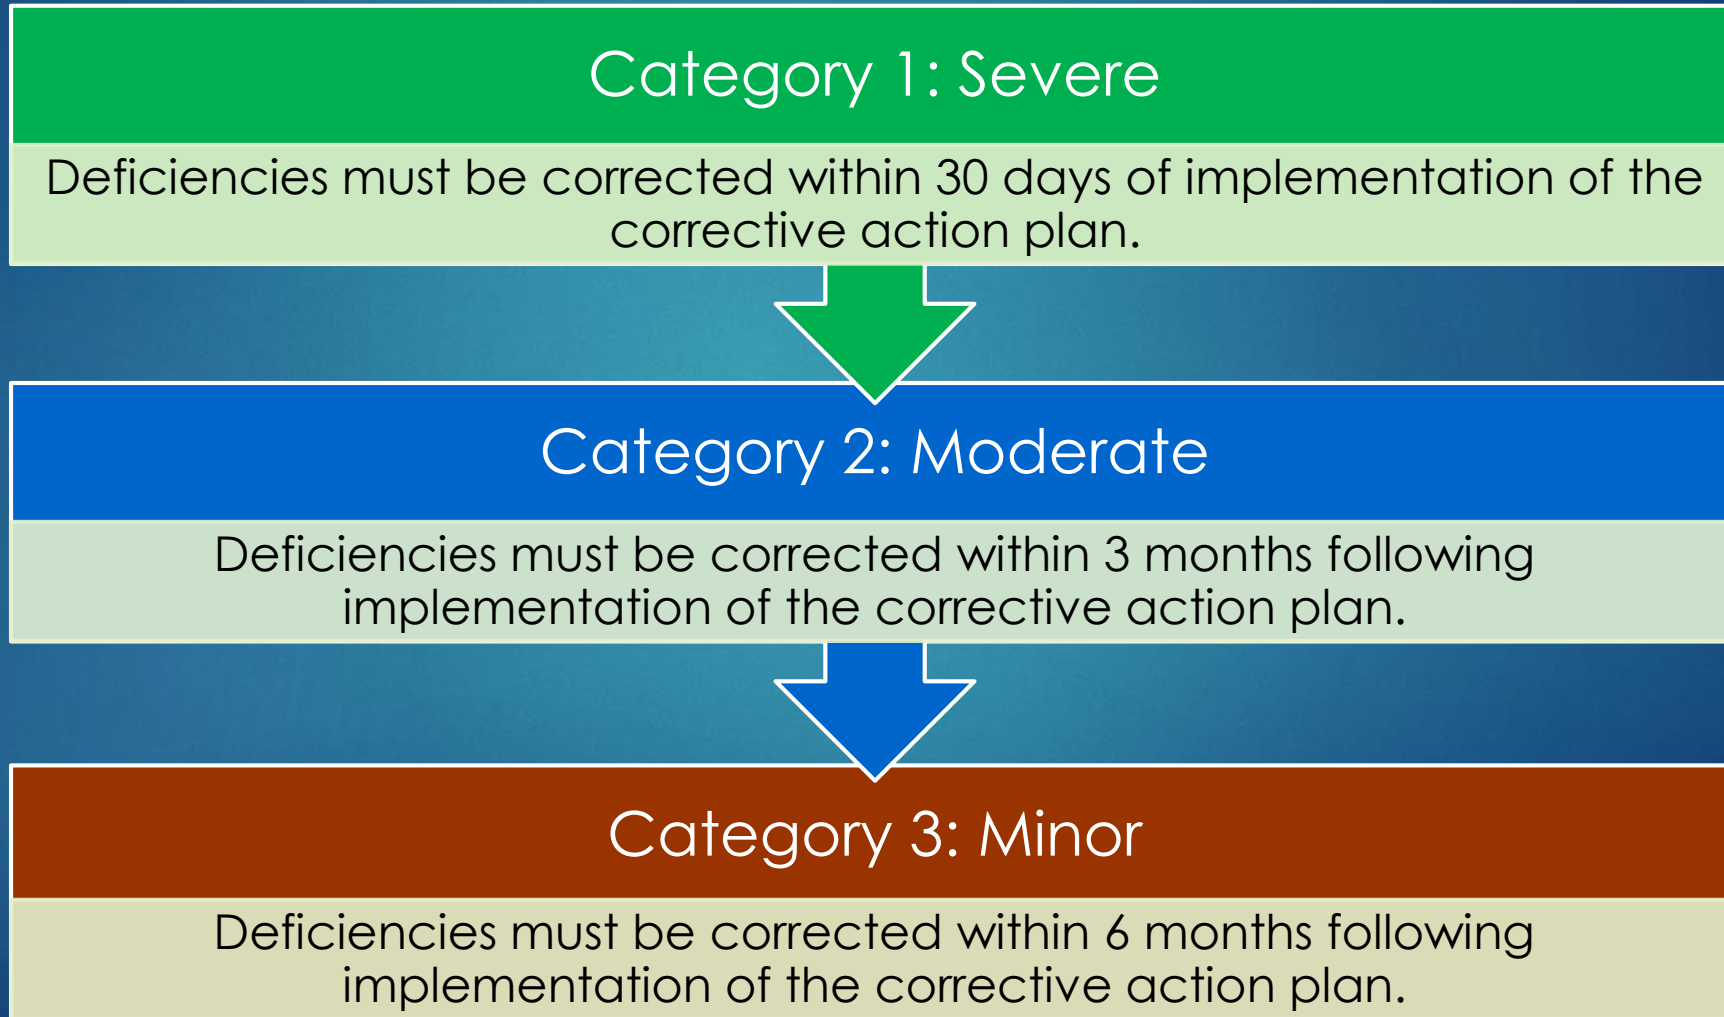 Category 1: Severe
Deficiencies must be corrected within 30 days of implementation of the
corrective action plan.
Category 2: Moderate
Deficiencies must be corrected within 3 months following
implementation of the corrective action plan.
Category 3: Minor
Deficiencies must be corrected within 6 months following
implementation of the corrective action plan.